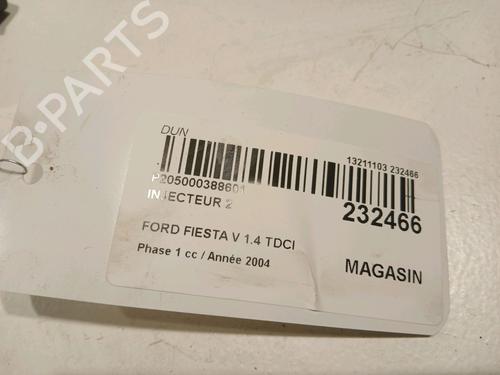 B-PARTS
DUN
13211103 232466
P205000388601
INJECTEUR 2
232466
FORD FIESTA V 1.4 TDCI
Phase 1 cc / Année 2004
MAGASIN